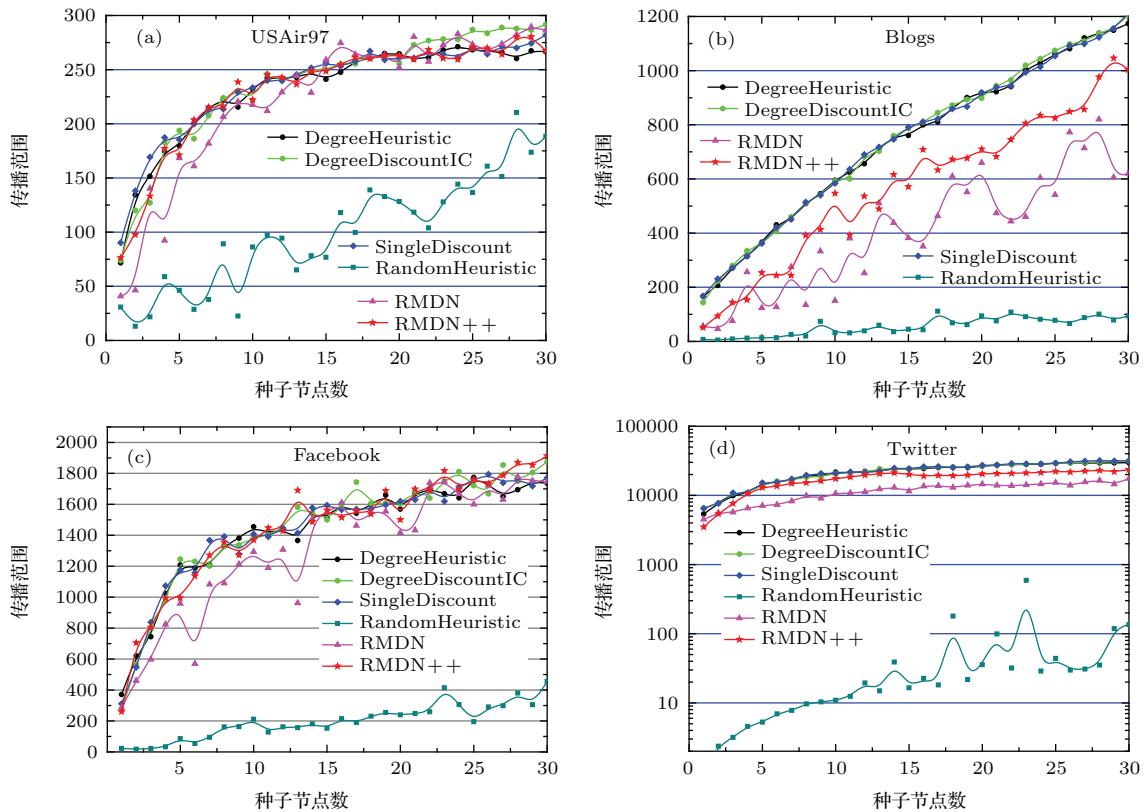 (a)
USAir97
300
250
200
150
100
50
0
传播范围
DegreeHeuristic
DegreeDiscountIC
SingleDiscount
RandomHeuristic
RMDN
RMDN++
0 5 10 15 20 25 30
种子节点数
(b)
Blogs
1200
1000
800
600
400
200
0
传播范围
DegreeHeuristic
DegreeDiscountIC
RMDN
RMDN++
SingleDiscount
RandomHeuristic
0 5 10 15 20 25 30
种子节点数
(c)
Facebook
2000
1800
1600
1400
1200
1000
800
600
400
200
0
传播范围
DegreeHeuristic
DegreeDiscountIC
SingleDiscount
RandomHeuristic
RMDN
RMDN++
5 10 15 20 25 30
种子节点数
(d)
Twitter
100000
10000
1000
100
10
传播范围
DegreeHeuristic
DegreeDiscountIC
SingleDiscount
RandomHeuristic
RMDN
RMDN++
0 5 10 15 20 25 30
种子节点数